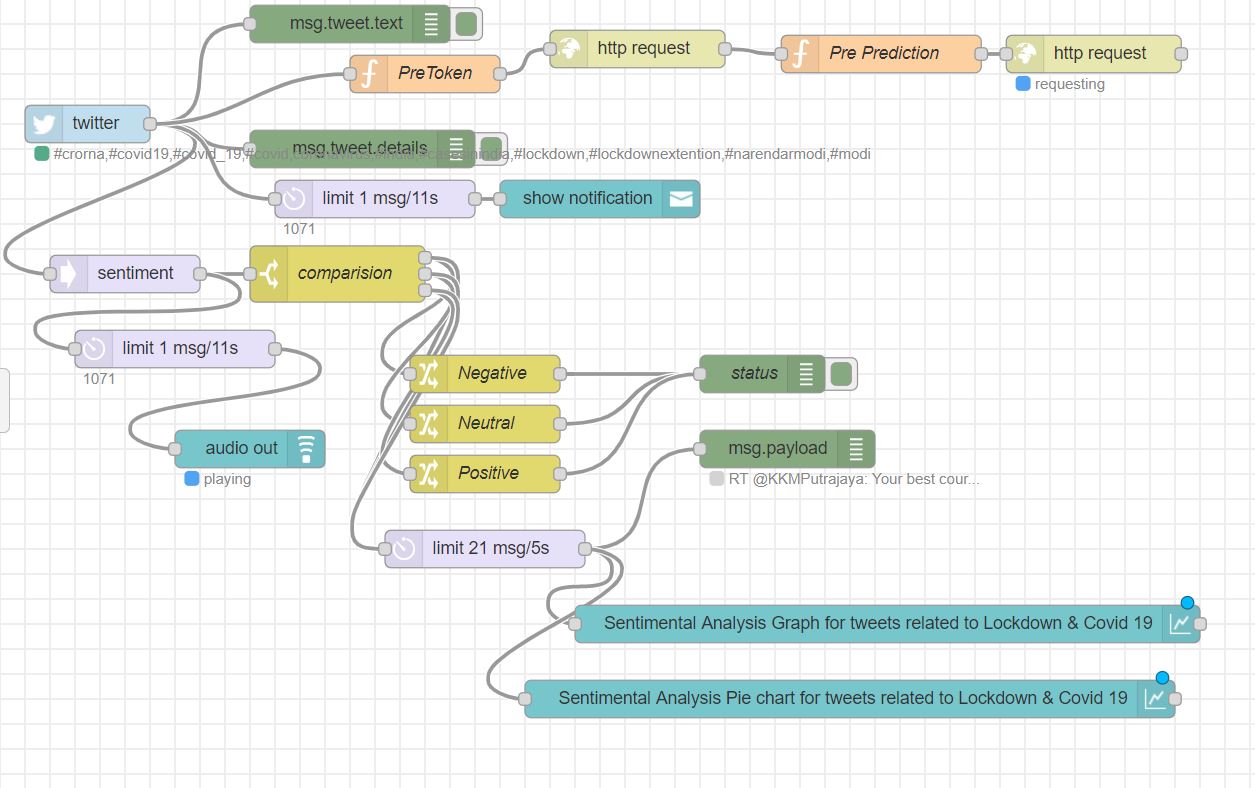 msg.tweet.text
http request
PreToken
Pre Prediction
http request
requesting
twitter
msg.tweet.details
#crorna,#covid19,#covid_19,#covid,coronavirus,#india,#casesinindia,#lockdown,#lockdownextention,#narendarmodi,#modi
limit 1 msg/11s
show notification
1071
sentiment
comparision
limit 1 msg/11s
1071
Negative
status
Neutral
audio out
msg.payload
playing
Positive
RT @KKMPutrajaya: Your best cour...
limit 21 msg/5s
Sentimental Analysis Graph for tweets related to Lockdown & Covid 19
Sentimental Analysis Pie chart for tweets related to Lockdown & Covid 19